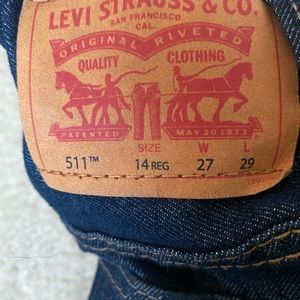 LEVI STRAUSS & CO.
SAN FRANCISCO
CAL.
ORIGINAL RIVETED
QUALITY CLOTHING
PATENTED MAY 20 1873
SIZE W L
511™ 14 REG 27 29